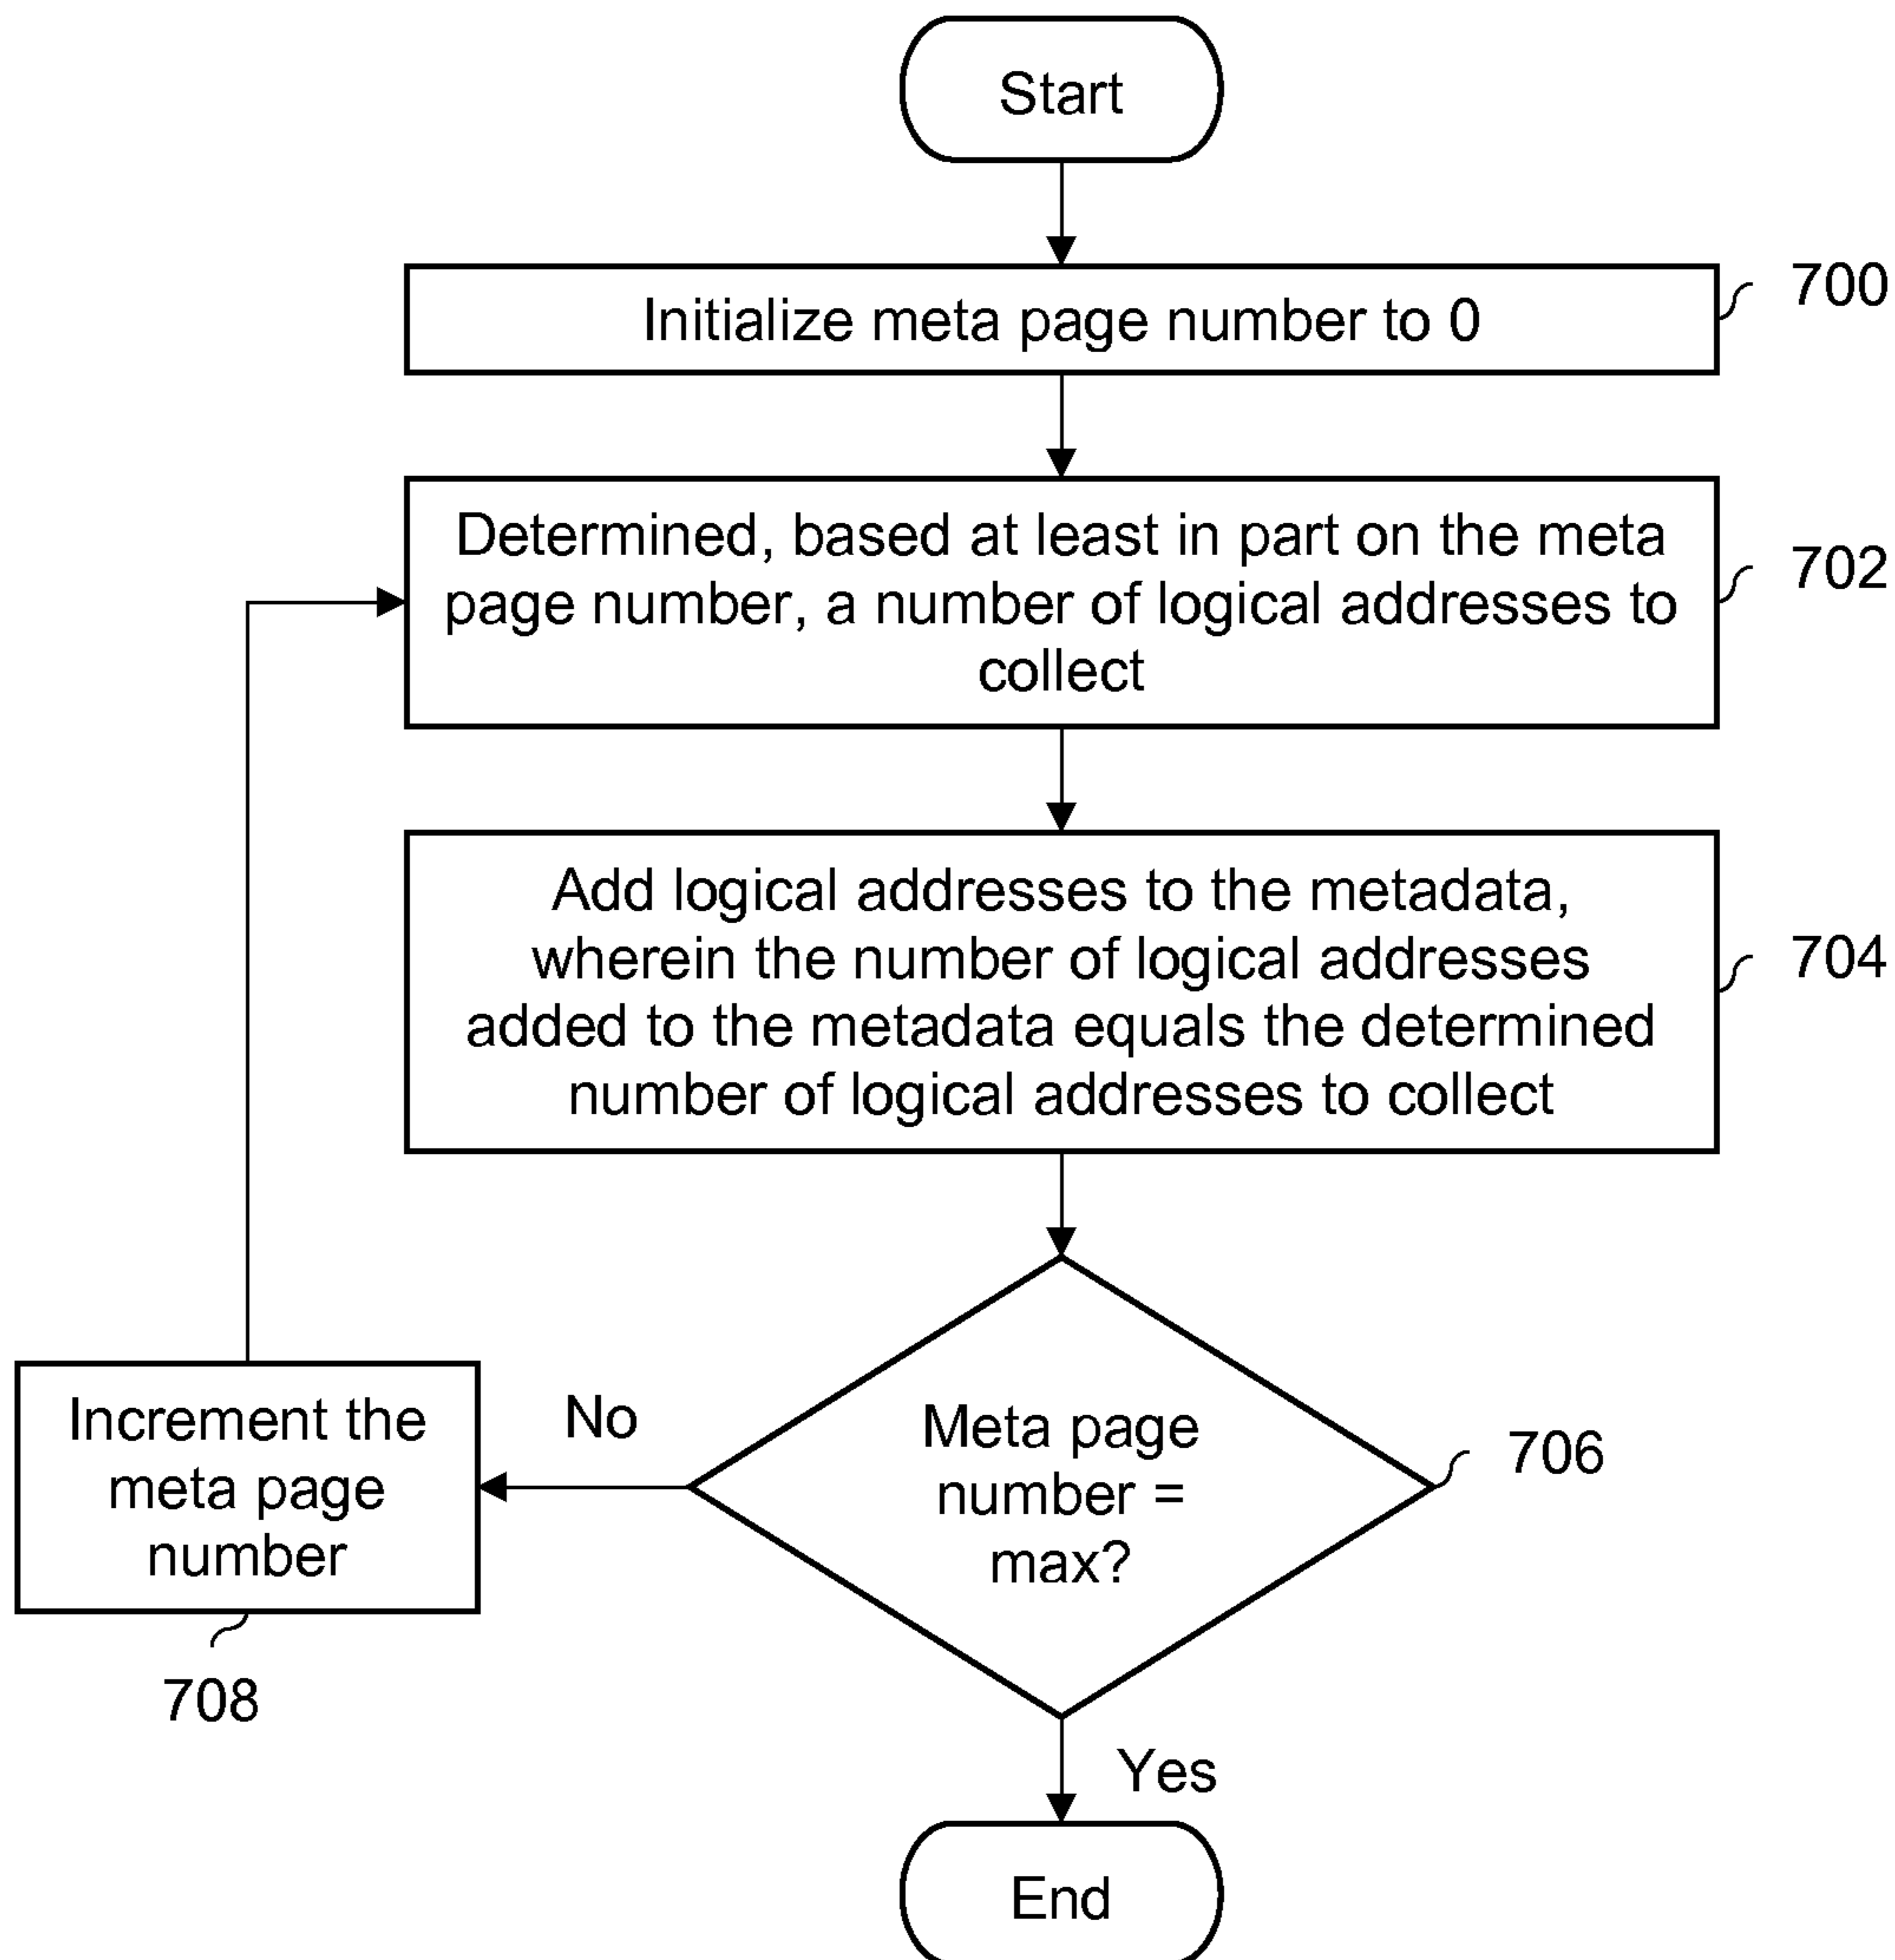 Start
Initialize meta page number to 0
700
Determined, based at least in part on the meta
page number, a number of logical addresses to
collect
702
Add logical addresses to the metadata,
wherein the number of logical addresses
added to the metadata equals the determined
number of logical addresses to collect
704
Meta page
number =
max?
706
No
Increment the
meta page
number
708
Yes
End